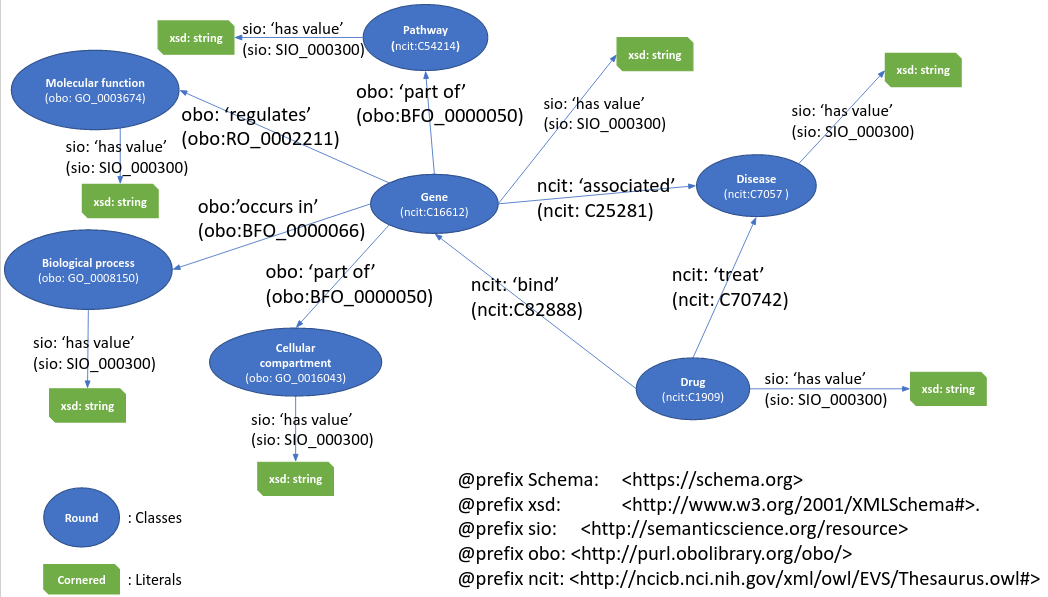 xsd: string
sio: ‘has value’
(sio: SIO_000300)
Pathway
(ncit:C54214)
xsd: string
xsd: string
Molecular function
(obo: GO_0003674)
obo: ‘regulates’
(obo:RO_0002211)
obo: ‘part of’
(obo:BFO_0000050)
sio: ‘has value’
(sio: SIO_000300)
sio: ‘has value’
(sio: SIO_000300)
sio: ‘has value’
(sio: SIO_000300)
xsd: string
Gene
(ncit:C16612)
ncit: ‘associated’
(ncit: C25281)
Disease
(ncit:C7057 )
obo:’occurs in’
(obo:BFO_0000066)
Biological process
(obo: GO_0008150)
obo: ‘part of’
(obo:BFO_0000050)
ncit: ‘bind’
(ncit:C82888)
ncit: ‘treat’
(ncit: C70742)
sio: ‘has value’
(sio: SIO_000300)
xsd: string
Cellular
compartment
(obo: GO_0016043)
Drug
(ncit:C1909)
sio: ‘has value’
(sio: SIO_000300)
xsd: string
sio: ‘has value’
(sio: SIO_000300)
xsd: string
Round
: Classes
Cornered
: Literals
@prefix Schema: <https://schema.org>
@prefix xsd: <http://www.w3.org/2001/XMLSchema#>.
@prefix sio: <http://semanticscience.org/resource>
@prefix obo: <http://purl.obolibrary.org/obo/>
@prefix ncit: <http://ncicb.nci.nih.gov/xml/owl/EVS/Thesaurus.owl#>